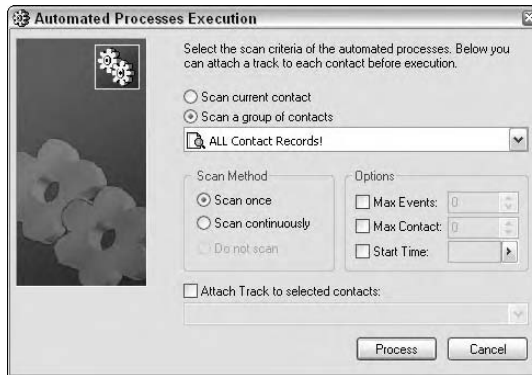 Automated Processes Execution
Select the scan criteria of the automated processes. Below you
can attach a track to each contact before execution.
Scan current contact
Scan a group of contacts
ALL Contact Records!
Scan Method
Scan once
Scan continuously
Do not scan
Options
Max Events: 0
Max Contact: 0
Start Time:
Attach Track to selected contacts:
Process Cancel